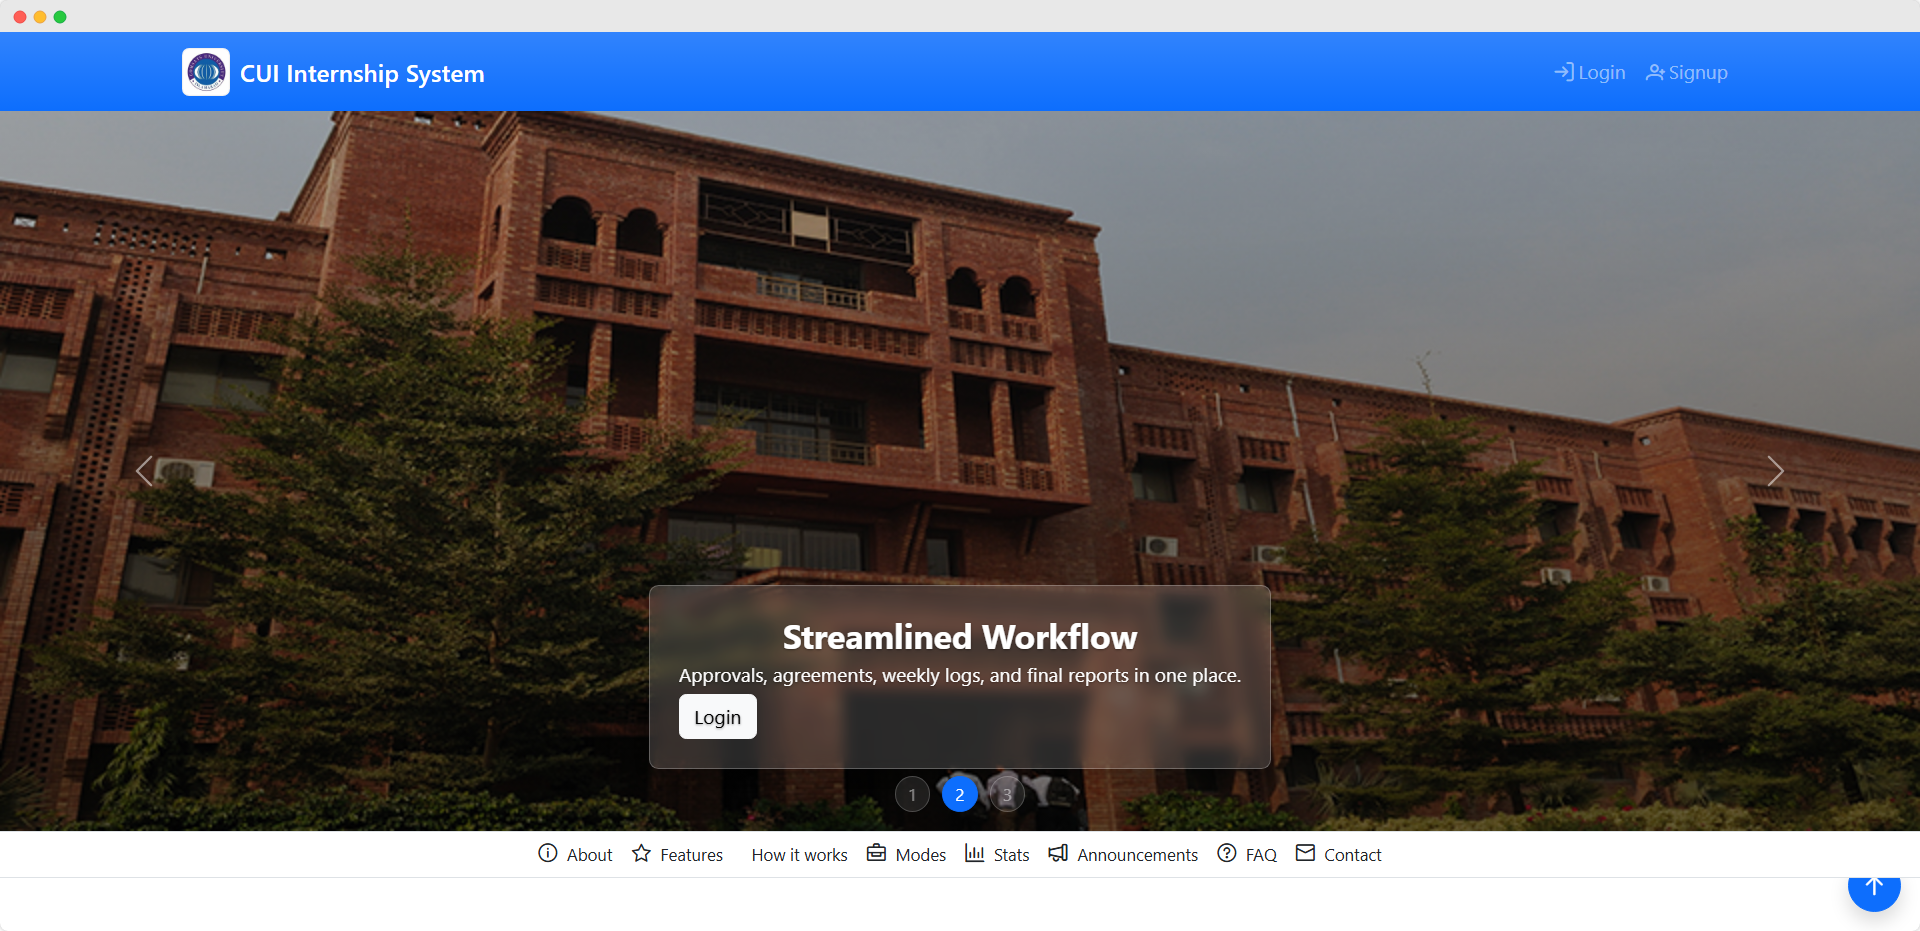 CUI Internship System
Login
Signup
Streamlined Workflow
Approvals, agreements, weekly logs, and final reports in one place.
Login
1 2 3
About Features How it works Modes Stats Announcements FAQ Contact